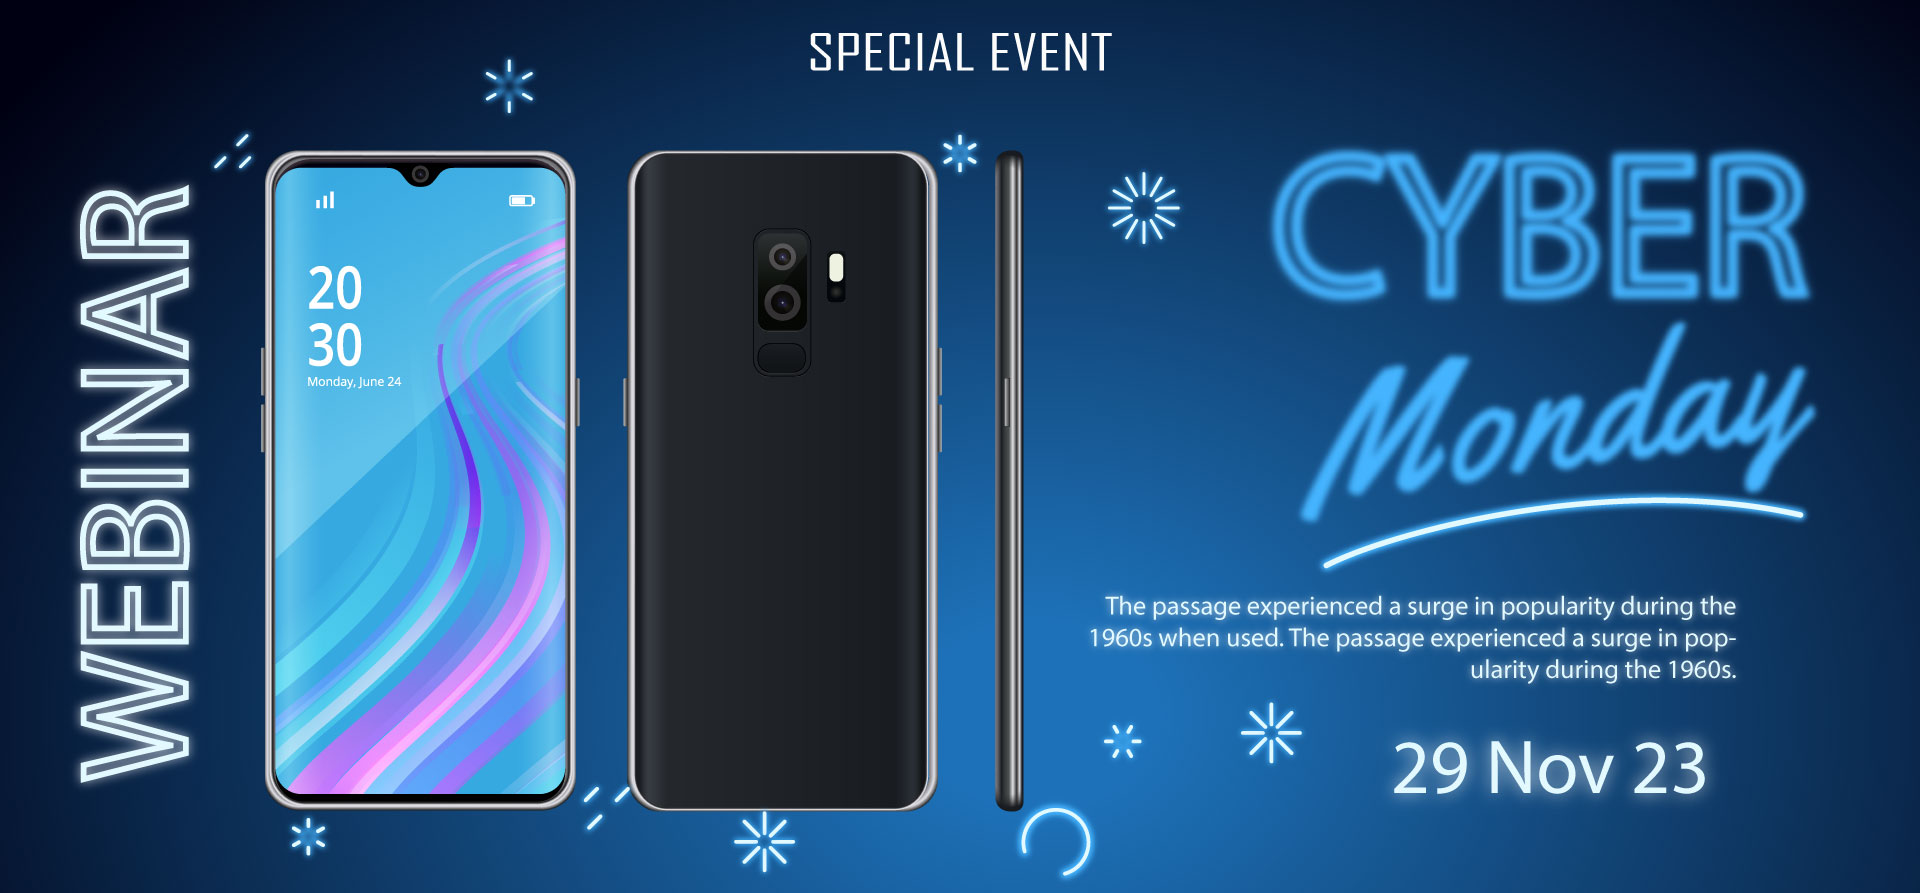 SPECIAL EVENT
WEBINAR
20
30
Monday, June 24
CYBER
Monday
The passage experienced a surge in popularity during the
1960s when used. The passage experienced a surge in pop-
ularity during the 1960s.
29 Nov 23